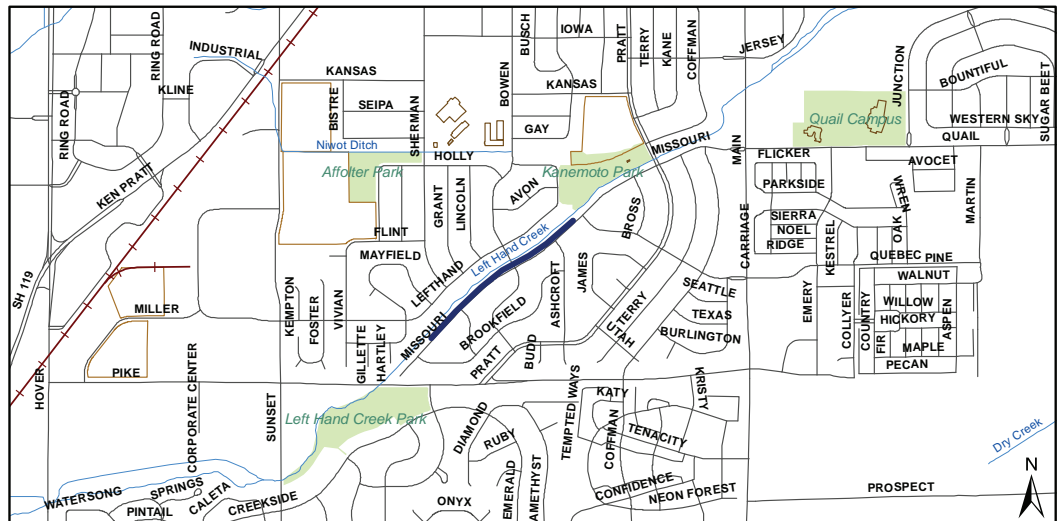 RING ROAD
INDUSTRIAL
RING ROAD
KLINE
KEN PRATT
SH 119
KANSAS
BISTRE
SEIPA
SHERMAN
Niwot Ditch
HOLLY
Affolter Park
BUSCH
IOWA
BOWEN
PRATT
TERRY
KANE
COFFMAN
KANSAS
GAY
JERSEY
MISSOURI
MAIN
Kanemoto Park
JUNCTION
BOUNTIFUL
SUGAR BEET
WESTERN SKY
Quail Campus
QUAIL
FLICKER
AVOCET
PARKSIDE
WREN
MARTIN
SIERRA
NOEL
RIDGE
OAK
KESTREL
QUEBEC
PINE
CARRIAGE
GRANT
LINCOLN
AVON
FLINT
MAYFIELD
LEFTHAND
Left Hand Creek
BROSS
JAMES
ASHCROFT
BROOKFIELD
MISSOURI
PRATT
BUDD
TERRY
UTAH
SEATTLE
TEXAS
BURLINGTON
EMERY
COLLYER
COUNTRY
WALNUT
WILLOW
HICKORY
FIR
MAPLE
ASPEN
PECAN
MILLER
PIKE
HOVER
KEMPTON
FOSTER
VIVIAN
GILLETTE
HARTLEY
CORPORATE CENTER
SUNSET
Left Hand Creek Park
DIAMOND
RUBY
EMERALD
AMETHYST
ONYX
TEMPTED WAYS
KATY
KRISTY
COFFMAN
TENACITY
CONFIDENCE
NEON FOREST
PROSPECT
Dry Creek
N
WATERSONG
SPRINGS
PINTAIL
CALETA
CREEKSIDE